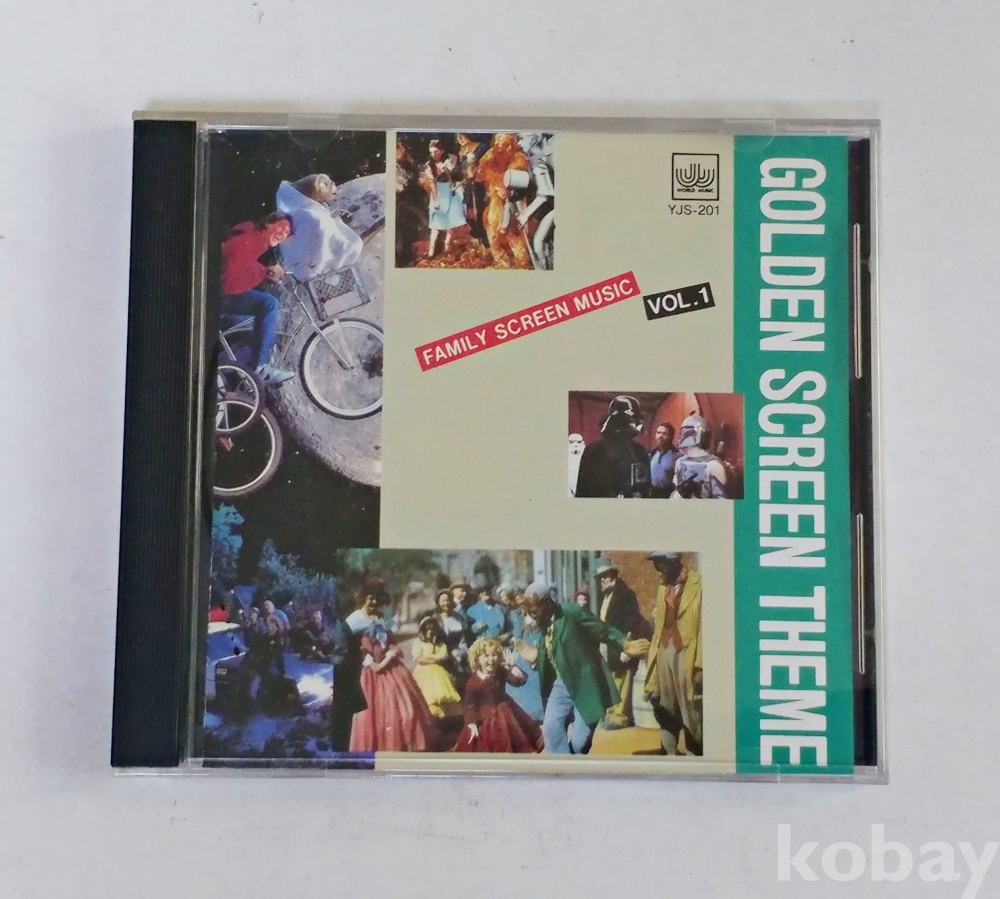 WORLD MUSIC
YJS-201
FAMILY SCREEN MUSIC VOL.1
GOLDEN SCREEN THEME
kobay